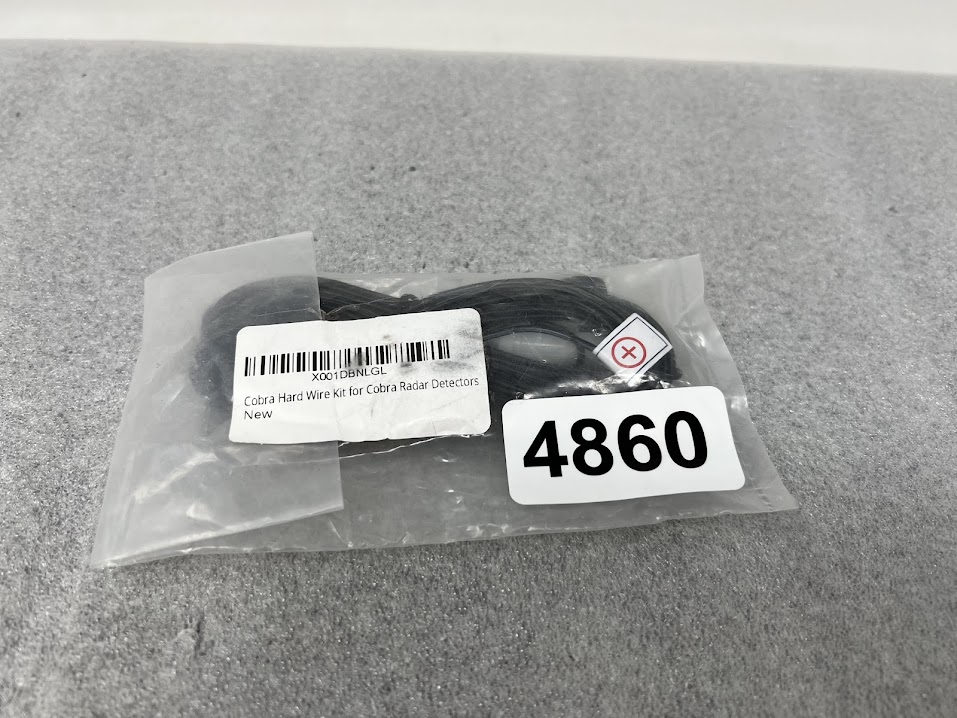 X001DBNLGL
Cobra Hard Wire Kit for Cobra Radar Detectors
New
4860